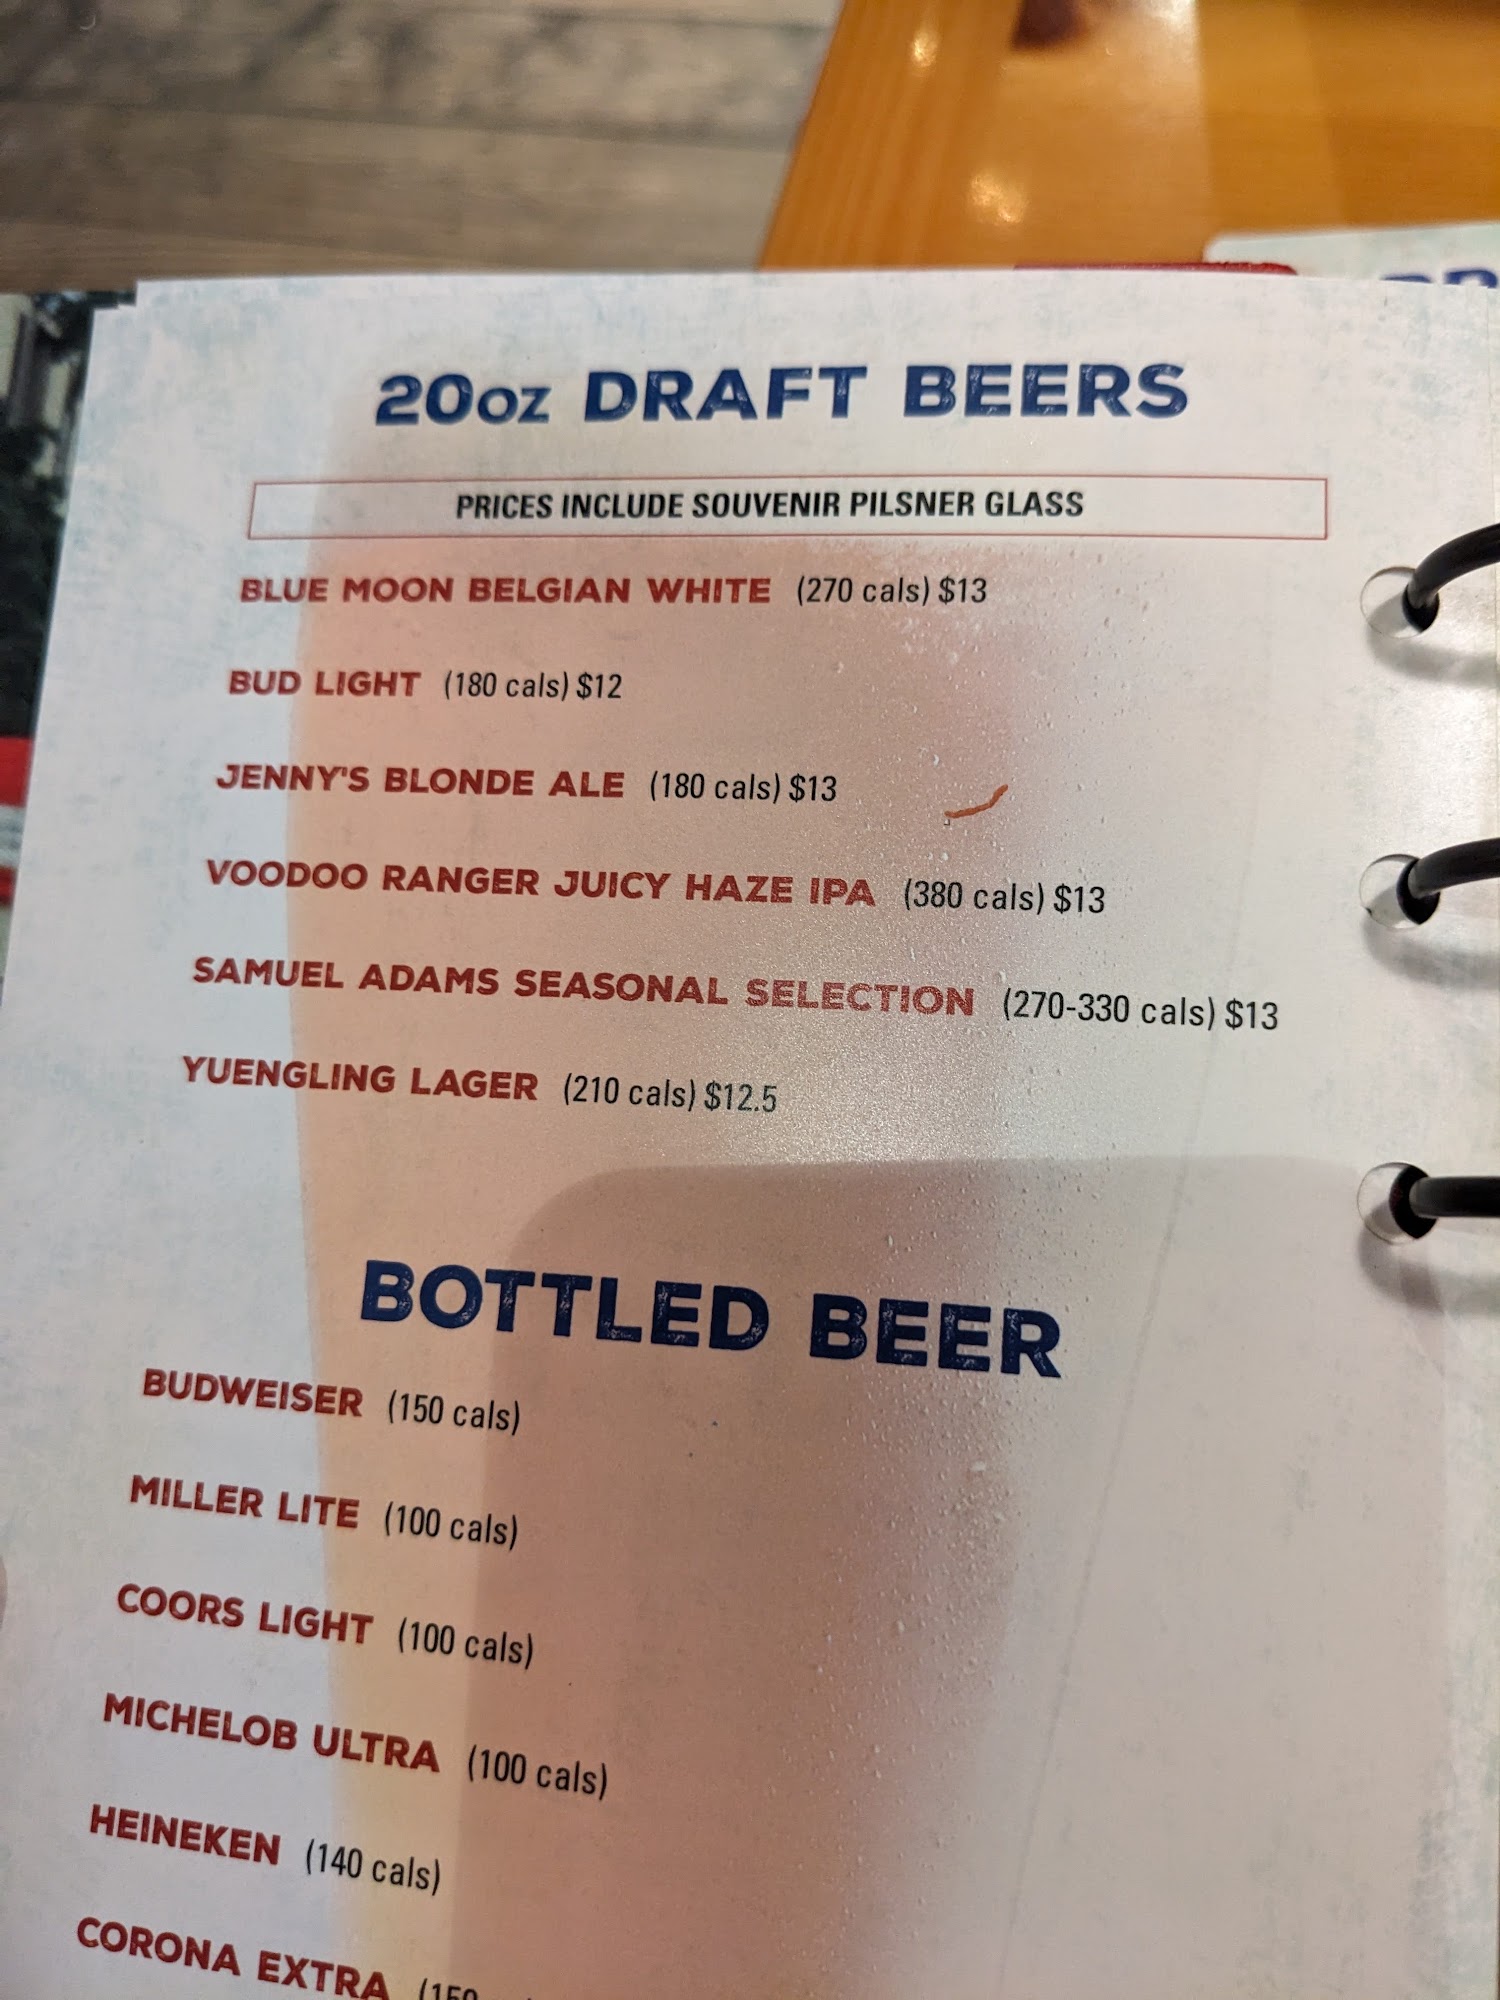 20oz DRAFT BEERS
PRICES INCLUDE SOUVENIR PILSNER GLASS
BLUE MOON BELGIAN WHITE (270 cals) $13
BUD LIGHT (180 cals) $12
JENNY'S BLONDE ALE (180 cals) $13
VOODOO RANGER JUICY HAZE IPA (380 cals) $13
SAMUEL ADAMS SEASONAL SELECTION (270-330 cals) $13
YUENGLING LAGER (210 cals) $12.5
BOTTLED BEER
BUDWEISER (150 cals)
MILLER LITE (100 cals)
COORS LIGHT (100 cals)
MICHELOB ULTRA (100 cals)
HEINEKEN (140 cals)
CORONA EXTRA (150